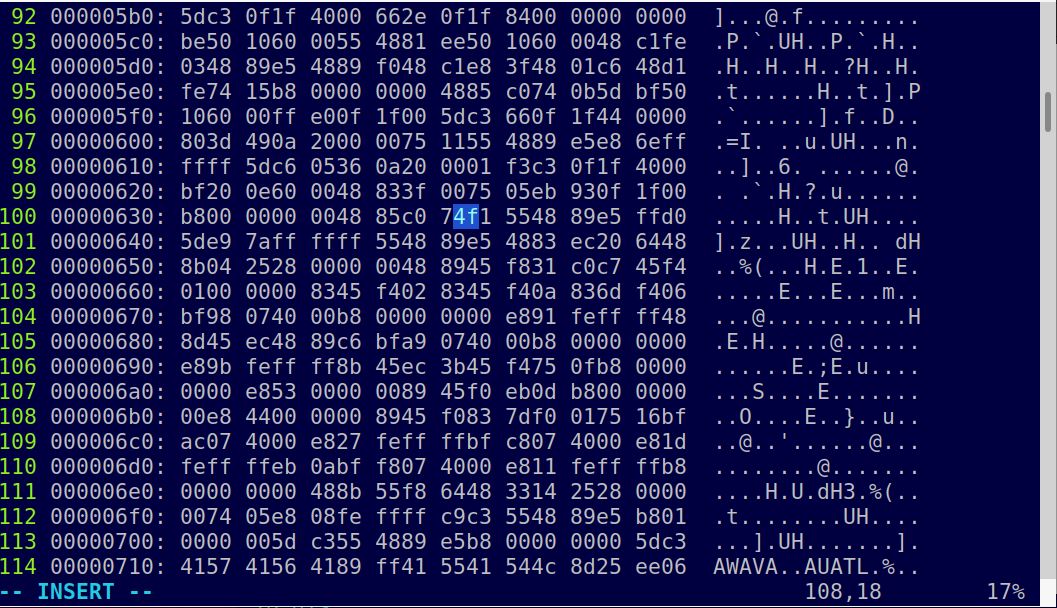 92 000005b0: 5dc3 0f1f 4000 662e 0f1f 8400 0000 0000 ]...@.f.........
93 000005c0: be50 1060 0055 4881 ee50 1060 0048 c1fe .P.`.UH..P.`.H..
94 000005d0: 0348 89e5 4889 f048 c1e8 3f48 01c6 48d1 .H..H..H..?H..H.
95 000005e0: fe74 15b8 0000 0000 4885 c074 0b5d bf50 .t......H..t.].P
96 000005f0: 1060 00ff e00f 1f00 5dc3 660f 1f44 0000 .`......].f..D..
97 00000600: 803d 490a 2000 0075 1155 4889 e5e8 6eff .=I. ..u.UH...n.
98 00000610: ffff 5dc6 0536 0a20 0001 f3c3 0f1f 4000 ..]..6. ......@.
99 00000620: bf20 0e60 0048 833f 0075 05eb 930f 1f00 . .`.H.?.u......
100 00000630: b800 0000 0048 85c0 74f1 5548 89e5 ffd0 .....H..t.UH....
101 00000640: 5de9 7aff ffff 5548 89e5 4883 ec20 6448 ].z...UH..H.. dH
102 00000650: 8b04 2528 0000 0048 8945 f831 c0c7 45f4 ..%(...H.E.1..E.
103 00000660: 0100 0000 8345 f402 8345 f40a 836d f406 .....E...E...m..
104 00000670: bf98 0740 00b8 0000 0000 e891 feff ff48 ...@...........H
105 00000680: 8d45 ec48 89c6 bfa9 0740 00b8 0000 0000 .E.H.....@......
106 00000690: e89b feff ff8b 45ec 3b45 f475 0fb8 0000 ......E.;E.u....
107 000006a0: 0000 e853 0000 0089 45f0 eb0d b800 0000 ...S....E.......
108 000006b0: 00e8 4400 0000 8945 f083 7df0 0175 16bf ..O....E..}..u..
109 000006c0: ac07 4000 e827 feff ffbf c807 4000 e81d ..@..'......@...
110 000006d0: feff ffeb 0abf f807 4000 e811 feff ffb8 ........@.......
111 000006e0: 0000 0000 488b 55f8 6448 3314 2528 0000 ....H.U.dH3.%(..
112 000006f0: 0074 05e8 08fe ffff c9c3 5548 89e5 b801 .t........UH....
113 00000700: 0000 005d c355 4889 e5b8 0000 0000 5dc3 ...].UH.......].
114 00000710: 4157 4156 4189 ff41 5541 544c 8d25 ee06 AWAVA..AUATL.%..
-- INSERT -- 108,18 17%